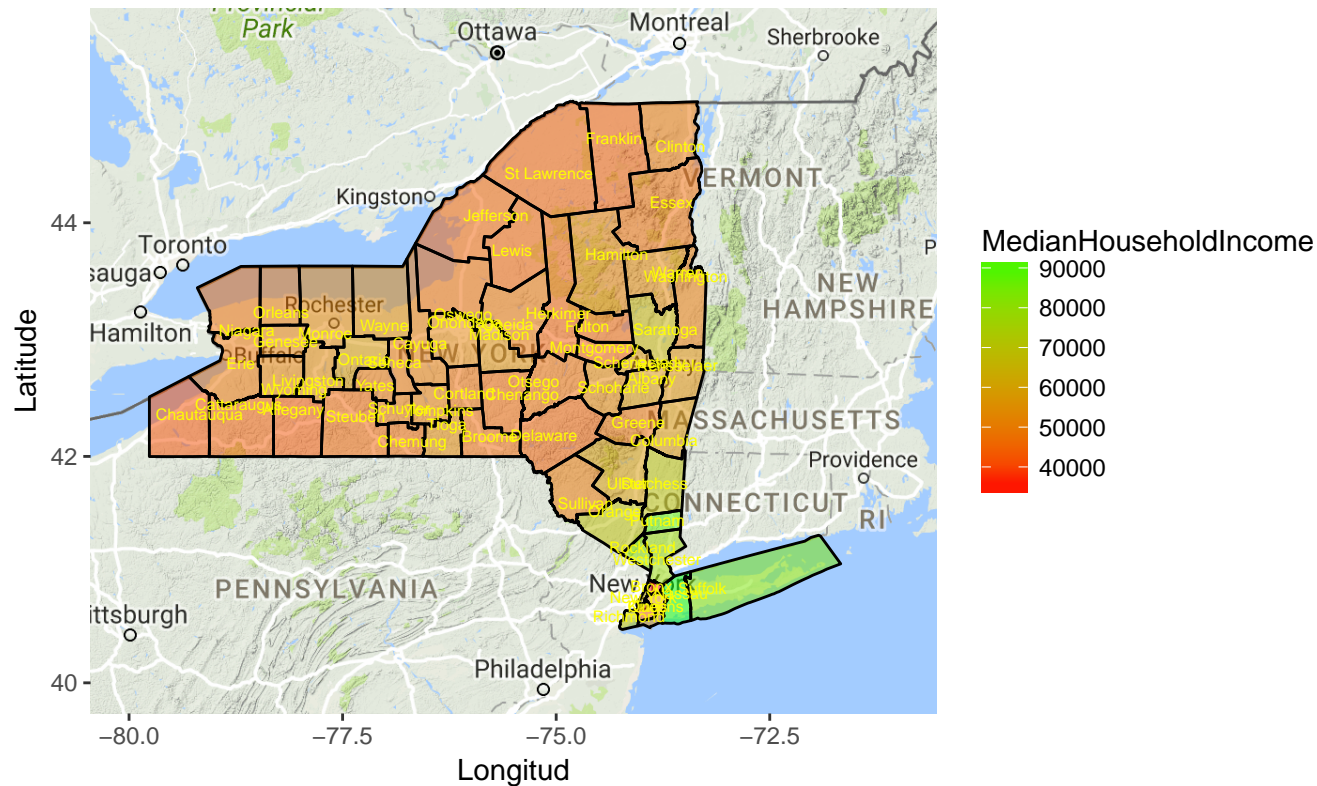 Provincial
Park
Ottawa
Montreal
Sherbrooke
Franklin
Clinton
St Lawrence
VERMONT
Kingston
Essex
Jefferson
44
Toronto
Lewis
Hamilton
sauga
Warren
Washington
P
NEW
HAMPSHIRE
Rochester
Orleans
Hamilton
Oswego
Herkimer
Niagara
Monroe
Wayne
Onondaga
Oneida
Fulton
Saratoga
Genesee
Madison
Cayuga
Montgomery
Buffalo
NEW YORK
Erie
Ontario
Seneca
Schenectady
Rensselaer
Livingston
Albany
Wyoming
Yates
Otsego
Schoharie
Cortland
Chenango
Cattaraugus
Chautauqua
Allegany
Schuyler
Tompkins
Steuben
Tioga
Greene
MASSACHUSETTS
Chemung
Broome
Delaware
Columbia
42
Providence
Ulster
Dutchess
Sullivan
Orange
CONNECTICUT
Putnam
RI
Rockland
Westchester
PENNSYLVANIA
New
Bronx
Suffolk
Nassau
Queens
ittsburgh
Richmond
Philadelphia
40
−80.0
−77.5
−75.0
−72.5
Latitude
Longitud
MedianHouseholdIncome
90000
80000
70000
60000
50000
40000